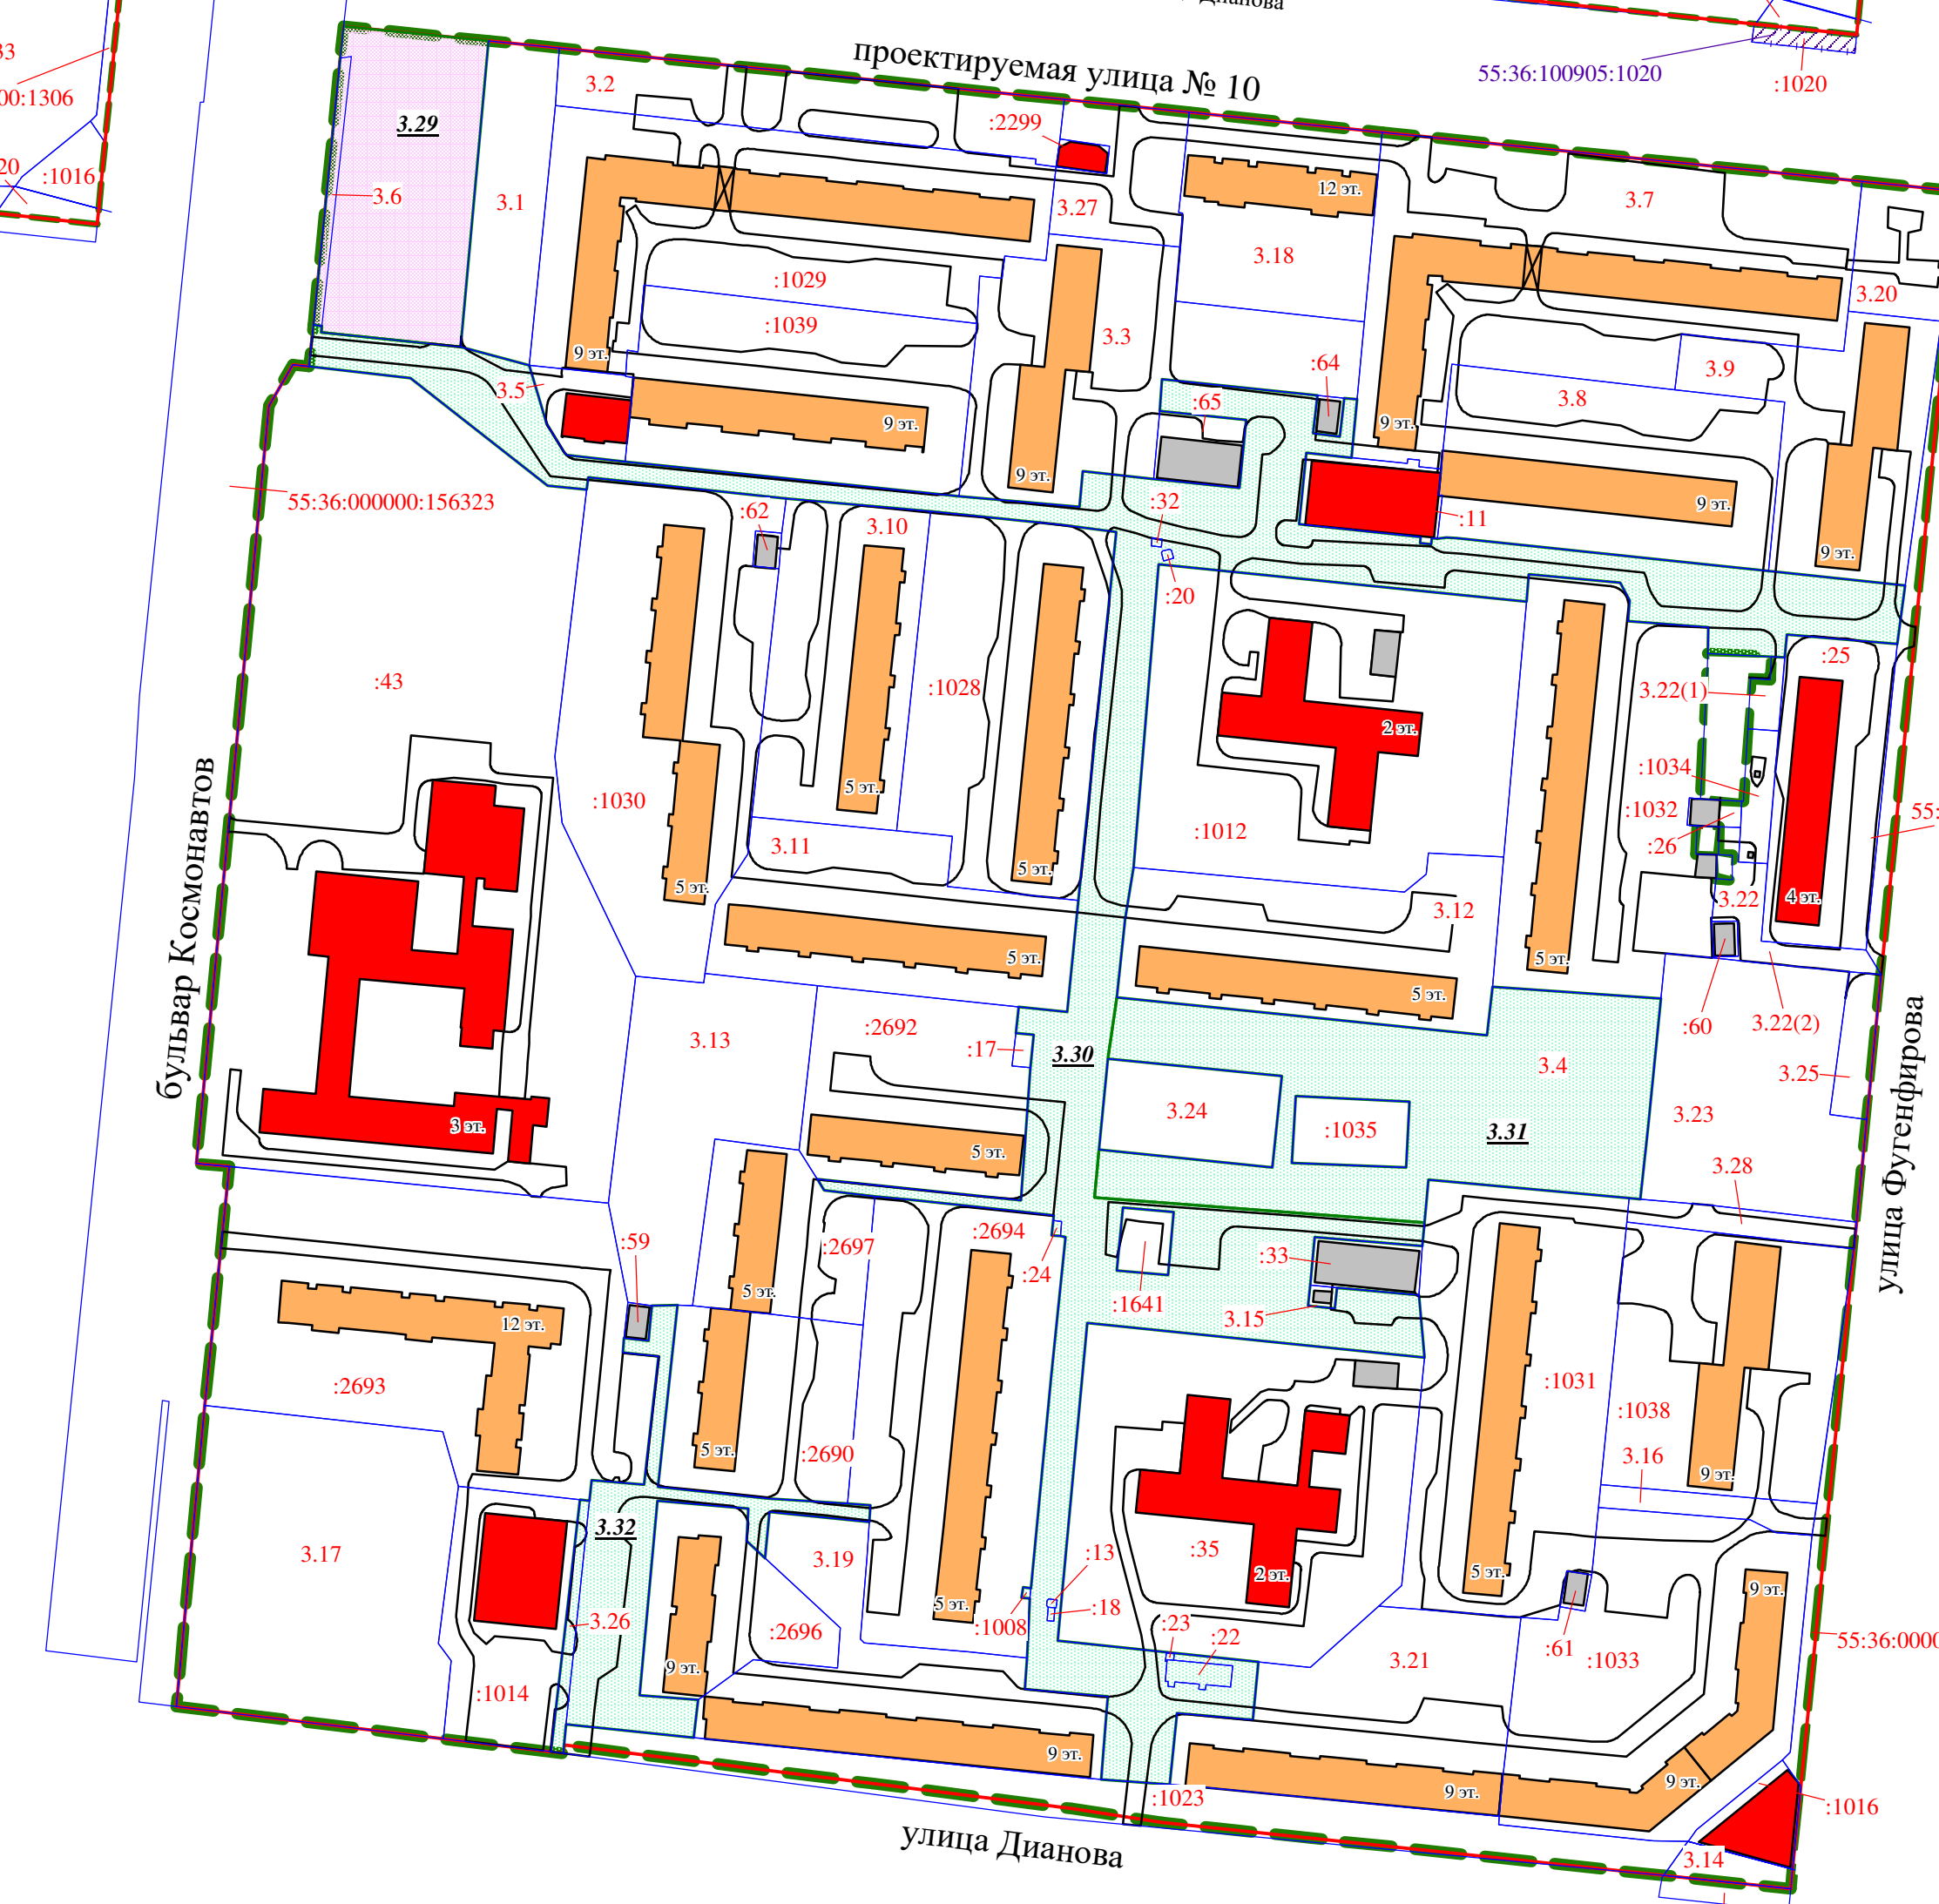 Дианова
проектируемая улица № 10
55:36:100905:1020
:1020
33
00:1306
20
:1016
3.2
3.29
:2299
3.6
3.1
12 эт.
3.7
3.27
3.18
:1029
3.20
:1039
3.3
9 эт.
:64
3.9
3.5
:65
3.8
9 эт.
9 эт.
9 эт.
55:36:000000:156323
:62
3.10
:32
:11
9 эт.
9 эт.
:20
:43
:1028
:25
3.22(1)
2 эт.
:1034
5 эт.
:1030
:1012
:1032
55:
3.11
:26
5 эт.
5 эт.
3.22
4 эт.
3.12
5 эт.
5 эт.
бульвар Космонавтов
5 эт.
:60
3.22(2)
3.13
:2692
:17
3.30
3.4
3.25
3.24
:1035
3.31
3.23
3 эт.
5 эт.
3.28
улица Фугенфирова
:59
:2697
:2694
:24
:33
5 эт.
:1641
3.15
12 эт.
:2693
:1031
:1038
5 эт.
:2690
3.16
9 эт.
3.32
3.17
3.19
:13
:35
5 эт.
2 эт.
9 эт.
3.26
5 эт.
:1008
:18
:2696
:23
:22
:61
:1033
55:36:0000
9 эт.
3.21
:1014
9 эт.
9 эт.
9 эт.
:1023
:1016
улица Дианова
3.14